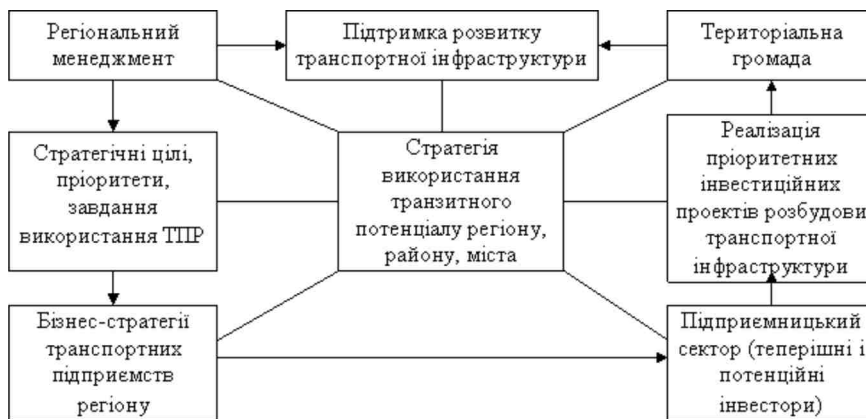 Регіональний
менеджмент
Підтримка розвитку
транспортної інфраструктури
Територіальна
громада
Стратегічні цілі,
пріоритети,
завдання
використання ТПР
Стратегія
використання
транзитного
потенціалу регіону,
району, міста
Реалізація
пріоритетних
інвестиційних
проектів розбудови
транспортної
інфраструктури
Бізнес-стратегії
транспортних
підприємств
регіону
Підприємницький
сектор (теперішні і
потенційні
інвестори)